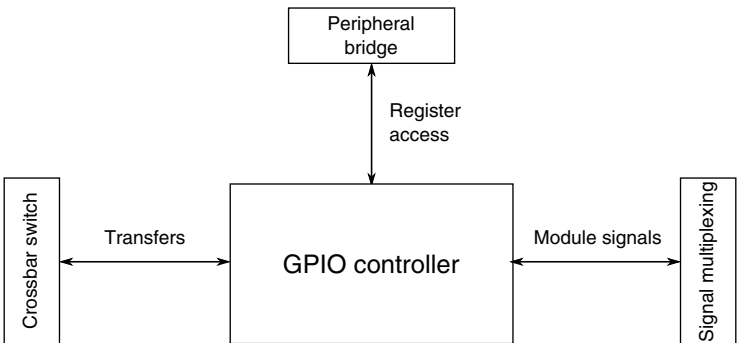 Peripheral
bridge
Register
access
Crossbar switch
Transfers
GPIO controller
Module signals
Signal multiplexing